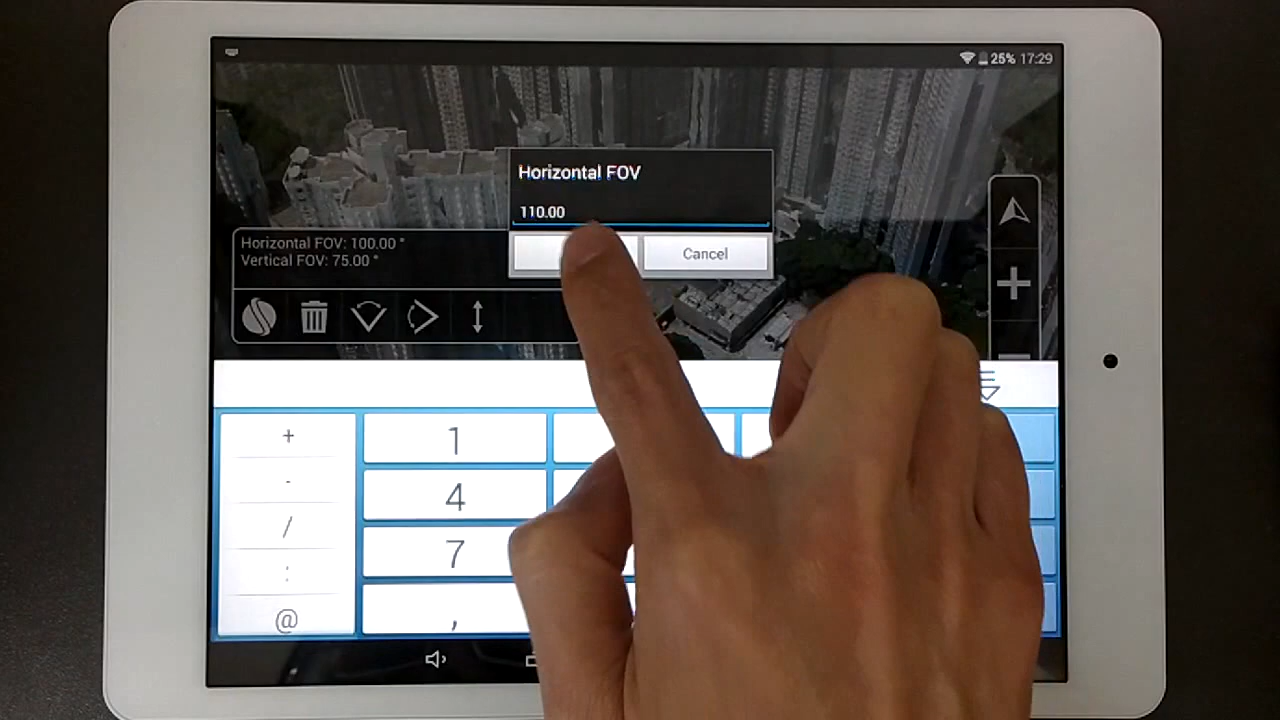 25% 17:29
Horizontal FOV
110.00
Cancel
Horizontal FOV: 100.00 °
Vertical FOV: 75.00 °
+
-
/
:
@
1
4
7
,